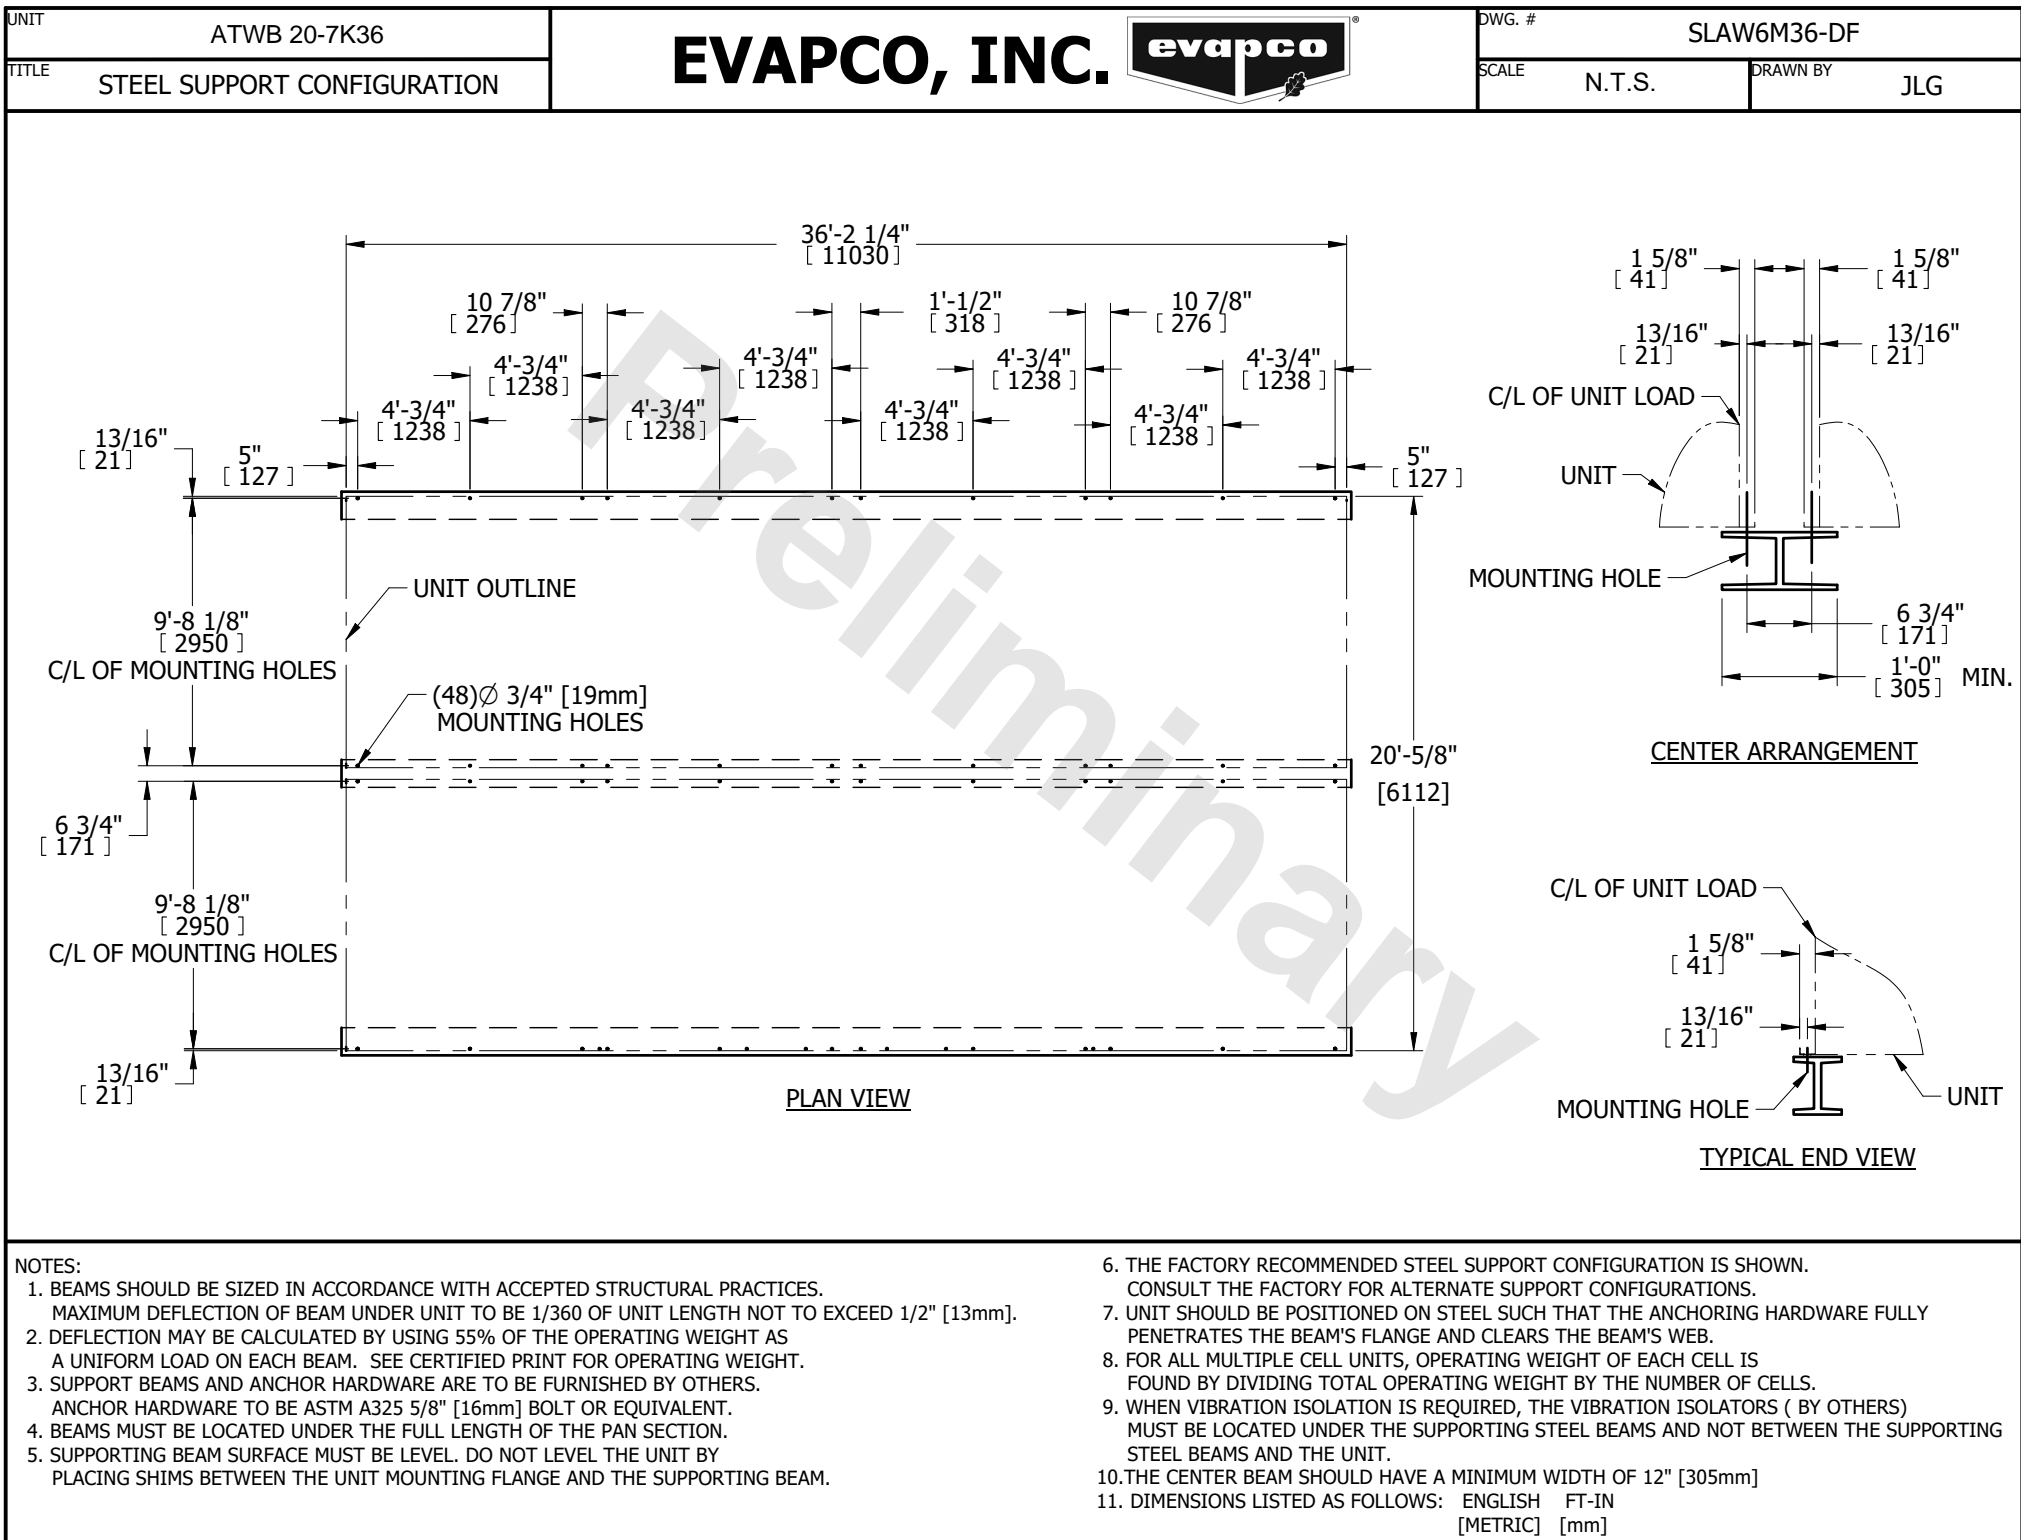 UNIT
ATWB 20-7K36
TITLE
STEEL SUPPORT CONFIGURATION
EVAPCO, INC.
evapco
®
DWG. #
SLAW6M36-DF
SCALE
N.T.S.
DRAWN BY
JLG
36'-2 1/4"
[ 11030 ]
10 7/8"
[ 276 ]
1'-1/2"
[ 318 ]
10 7/8"
[ 276 ]
4'-3/4"
[ 1238 ]
4'-3/4"
[ 1238 ]
4'-3/4"
[ 1238 ]
4'-3/4"
[ 1238 ]
4'-3/4"
[ 1238 ]
4'-3/4"
[ 1238 ]
4'-3/4"
[ 1238 ]
4'-3/4"
[ 1238 ]
13/16"
[ 21 ]
5"
[ 127 ]
5"
[ 127 ]
UNIT OUTLINE
9'-8 1/8"
[ 2950 ]
C/L OF MOUNTING HOLES
(48)Ø 3/4" [19mm]
MOUNTING HOLES
20'-5/8"
[6112]
6 3/4"
[ 171 ]
9'-8 1/8"
[ 2950 ]
C/L OF MOUNTING HOLES
13/16"
[ 21 ]
PLAN VIEW
Preliminary
1 5/8"
[ 41 ]
1 5/8"
[ 41 ]
13/16"
[ 21 ]
13/16"
[ 21 ]
C/L OF UNIT LOAD
UNIT
MOUNTING HOLE
6 3/4"
[ 171 ]
1'-0"
[ 305 ] MIN.
CENTER ARRANGEMENT
C/L OF UNIT LOAD
1 5/8"
[ 41 ]
13/16"
[ 21 ]
MOUNTING HOLE
UNIT
TYPICAL END VIEW
NOTES:
1. BEAMS SHOULD BE SIZED IN ACCORDANCE WITH ACCEPTED STRUCTURAL PRACTICES.
MAXIMUM DEFLECTION OF BEAM UNDER UNIT TO BE 1/360 OF UNIT LENGTH NOT TO EXCEED 1/2" [13mm].
2. DEFLECTION MAY BE CALCULATED BY USING 55% OF THE OPERATING WEIGHT AS
A UNIFORM LOAD ON EACH BEAM. SEE CERTIFIED PRINT FOR OPERATING WEIGHT.
3. SUPPORT BEAMS AND ANCHOR HARDWARE ARE TO BE FURNISHED BY OTHERS.
ANCHOR HARDWARE TO BE ASTM A325 5/8" [16mm] BOLT OR EQUIVALENT.
4. BEAMS MUST BE LOCATED UNDER THE FULL LENGTH OF THE PAN SECTION.
5. SUPPORTING BEAM SURFACE MUST BE LEVEL. DO NOT LEVEL THE UNIT BY
PLACING SHIMS BETWEEN THE UNIT MOUNTING FLANGE AND THE SUPPORTING BEAM.
6. THE FACTORY RECOMMENDED STEEL SUPPORT CONFIGURATION IS SHOWN.
CONSULT THE FACTORY FOR ALTERNATE SUPPORT CONFIGURATIONS.
7. UNIT SHOULD BE POSITIONED ON STEEL SUCH THAT THE ANCHORING HARDWARE FULLY
PENETRATES THE BEAM'S FLANGE AND CLEARS THE BEAM'S WEB.
8. FOR ALL MULTIPLE CELL UNITS, OPERATING WEIGHT OF EACH CELL IS
FOUND BY DIVIDING TOTAL OPERATING WEIGHT BY THE NUMBER OF CELLS.
9. WHEN VIBRATION ISOLATION IS REQUIRED, THE VIBRATION ISOLATORS ( BY OTHERS)
MUST BE LOCATED UNDER THE SUPPORTING STEEL BEAMS AND NOT BETWEEN THE SUPPORTING
STEEL BEAMS AND THE UNIT.
10.THE CENTER BEAM SHOULD HAVE A MINIMUM WIDTH OF 12" [305mm]
11. DIMENSIONS LISTED AS FOLLOWS: ENGLISH FT-IN
[METRIC] [mm]